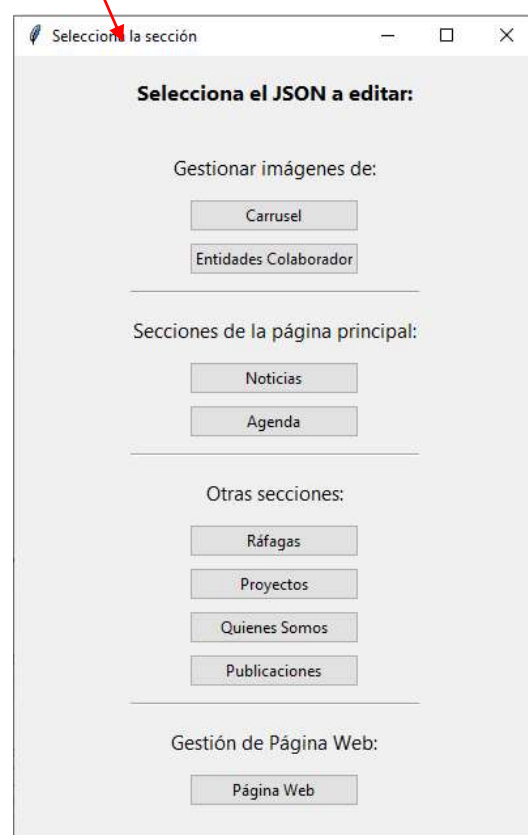 Selecciona la sección
Selecciona el JSON a editar:
Gestionar imágenes de:
Carrusel
Entidades Colaborador
Secciones de la página principal:
Noticias
Agenda
Otras secciones:
Ráfagas
Proyectos
Quienes Somos
Publicaciones
Gestión de Página Web:
Página Web